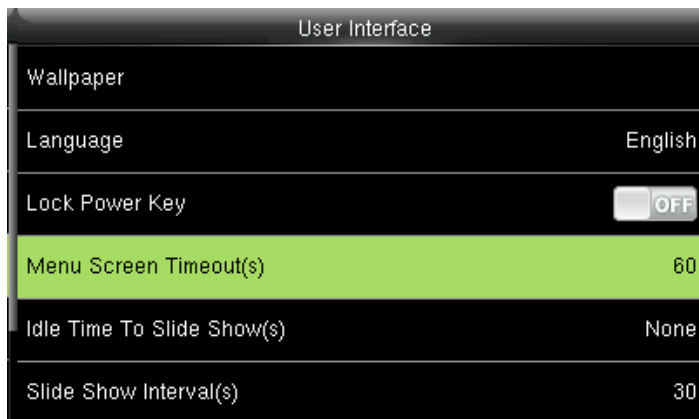 User Interface
Wallpaper
Language English
Lock Power Key OFF
Menu Screen Timeout(s) 60
Idle Time To Slide Show(s) None
Slide Show Interval(s) 30